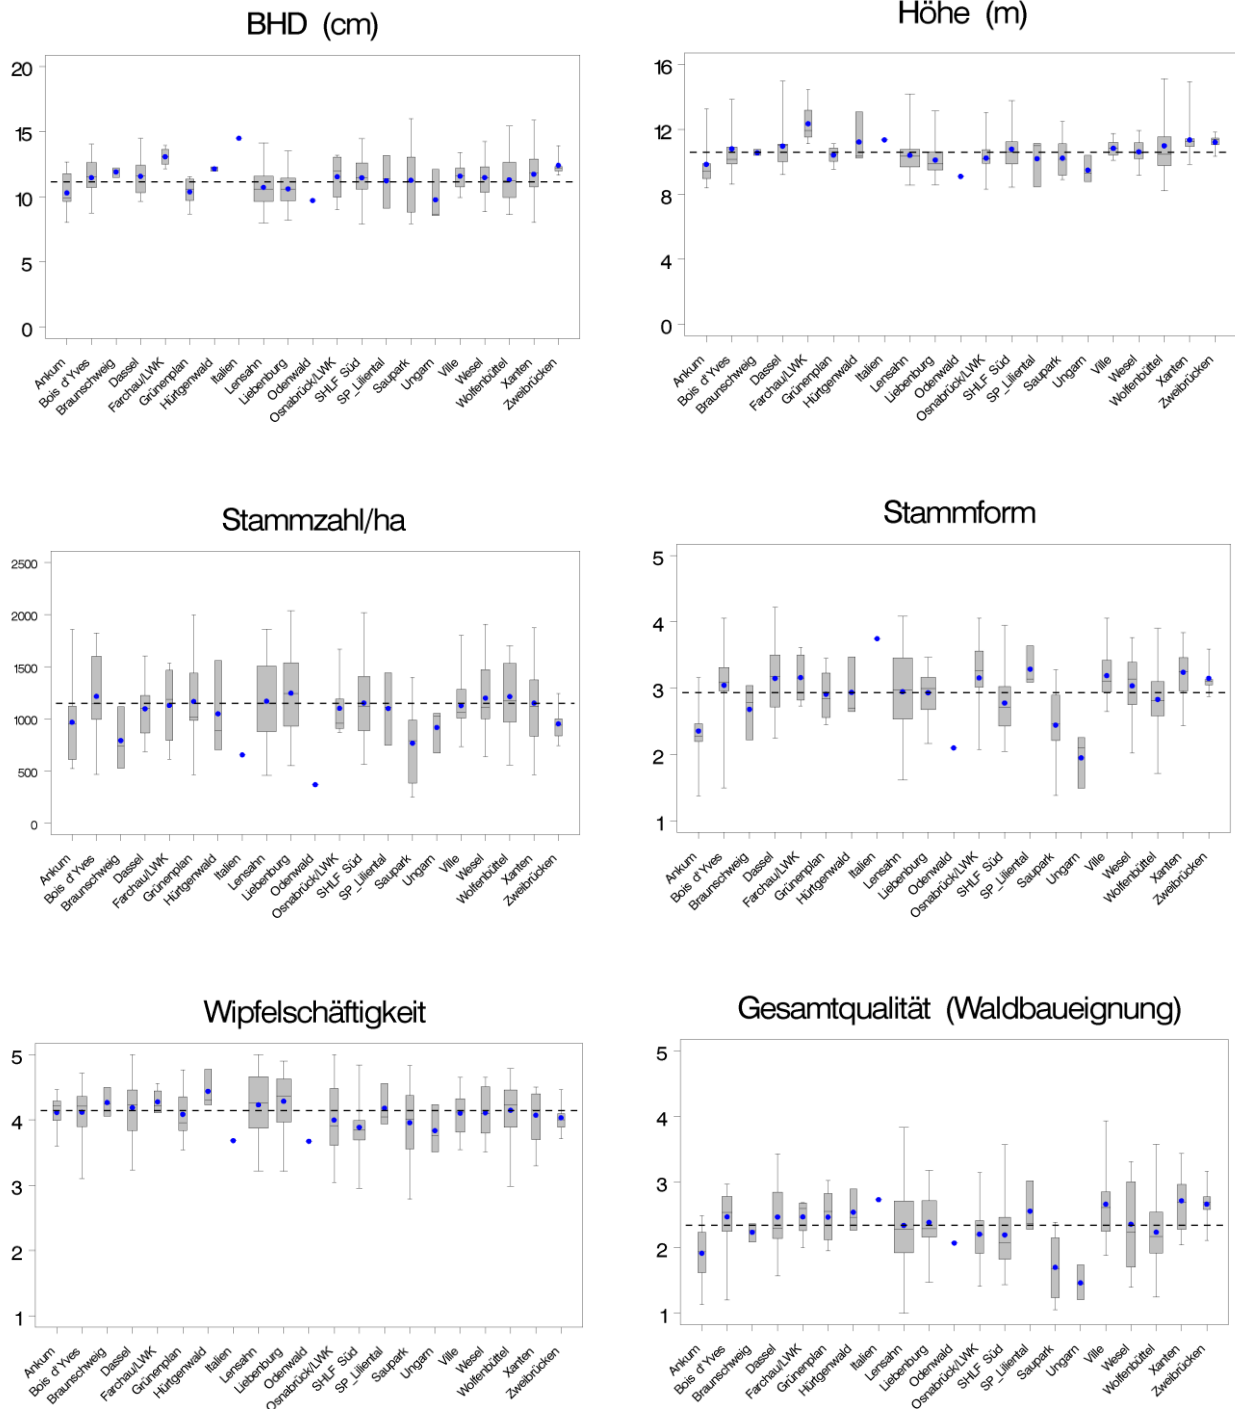 BHD (cm)
20
15
10
5
0
Ankum
Bois d'Yves
Braunschweig
Dassel
Farchau/LWK
Grünenplan
Hürtgenwald
Italien
Lensahn
Liebenburg
Odenwald
Osnabrück/LWK
SHLF Süd
SP_Liliental
Saupark
Ungarn
Ville
Wesel
Wolfenbüttel
Xanten
Zweibrücken
Höhe (m)
16
12
8
4
0
Ankum
Bois d'Yves
Braunschweig
Dassel
Farchau/LWK
Grünenplan
Hürtgenwald
Italien
Lensahn
Liebenburg
Odenwald
Osnabrück/LWK
SHLF Süd
SP_Liliental
Saupark
Ungarn
Ville
Wesel
Wolfenbüttel
Xanten
Zweibrücken
Stammzahl/ha
2500
2000
1500
1000
500
0
Ankum
Bois d'Yves
Braunschweig
Dassel
Farchau/LWK
Grünenplan
Hürtgenwald
Italien
Lensahn
Liebenburg
Odenwald
Osnabrück/LWK
SHLF Süd
SP_Liliental
Saupark
Ungarn
Ville
Wesel
Wolfenbüttel
Xanten
Zweibrücken
Stammform
5
4
3
2
1
Ankum
Bois d'Yves
Braunschweig
Dassel
Farchau/LWK
Grünenplan
Hürtgenwald
Italien
Lensahn
Liebenburg
Odenwald
Osnabrück/LWK
SHLF Süd
SP_Liliental
Saupark
Ungarn
Ville
Wesel
Wolfenbüttel
Xanten
Zweibrücken
Wipfelschäftigkeit
5
4
3
2
1
Ankum
Bois d'Yves
Braunschweig
Dassel
Farchau/LWK
Grünenplan
Hürtgenwald
Italien
Lensahn
Liebenburg
Odenwald
Osnabrück/LWK
SHLF Süd
SP_Liliental
Saupark
Ungarn
Ville
Wesel
Wolfenbüttel
Xanten
Zweibrücken
Gesamtqualität (Waldbaueignung)
5
4
3
2
1
Ankum
Bois d'Yves
Braunschweig
Dassel
Farchau/LWK
Grünenplan
Hürtgenwald
Italien
Lensahn
Liebenburg
Odenwald
Osnabrück/LWK
SHLF Süd
SP_Liliental
Saupark
Ungarn
Ville
Wesel
Wolfenbüttel
Xanten
Zweibrücken